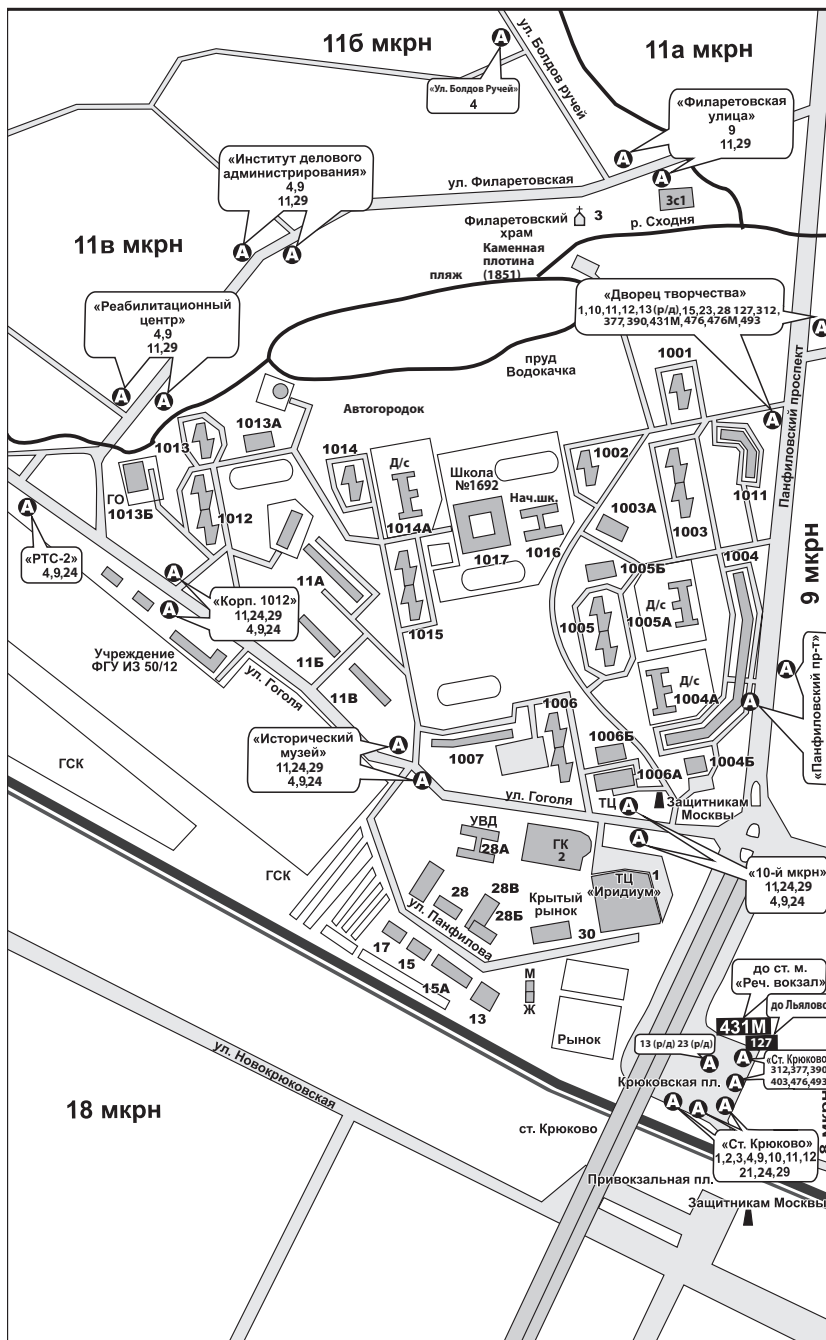 11б мкрн
11а мкрн
ул. Болдов ручей
«Ул. Болдов Ручей»
4
«Филаретовская
улица»
9
11,29
«Институт делового
администрирования»
4,9
11,29
ул. Филаретовская
3с1
Филаретовский
храм
3
р. Сходня
11в мкрн
Каменная
плотина
(1851)
пляж
«Реабилитационный
центр»
4,9
11,29
«Дворец творчества»
1,10,11,12,13(р/д),15,23,28 127,312,
377,390,431М,476,476М,493
Панфиловский проспект
пруд
Водокачка
1001
Автогородок
1013А
1013
1014
Д/с
Школа
№1692
1002
Нач.шк.
ГО
1013Б
1012
1014А
1017
1016
1003А
1003
1011
1004
«РТС-2»
4,9,24
«Корп. 1012»
11,24,29
4,9,24
11А
1015
1005Б
Д/с
1005А
1005
9 мкрн
Учреждение
ФГУ ИЗ 50/12
11Б
11В
ул. Гоголя
Д/с
1004А
«Панфиловский пр-т»
«Исторический
музей»
11,24,29
4,9,24
1006
1007
1006Б
1004Б
1006А
ГСК
ул. Гоголя
ТЦ
Защитникам
Москвы
УВД
28А
ГК
2
«10-й мкрн»
11,24,29
4,9,24
ГСК
ТЦ
«Иридиум»
1
28
28В
28Б
Крытый
рынок
30
ул. Панфилова
17
15
15А
13
М
Ж
Рынок
до ст. м.
«Реч. вокзал»
до Льялово
431М
127
13 (р/д) 23 (р/д)
«Ст. Крюково
312,377,390
403,476,493
Крюковская пл.
ул. Новокрюковская
18 мкрн
ст. Крюково
«Ст. Крюково»
1,2,3,4,9,10,11,12
21,24,29
8 мкрн
Привокзальная пл.
Защитникам Москвы